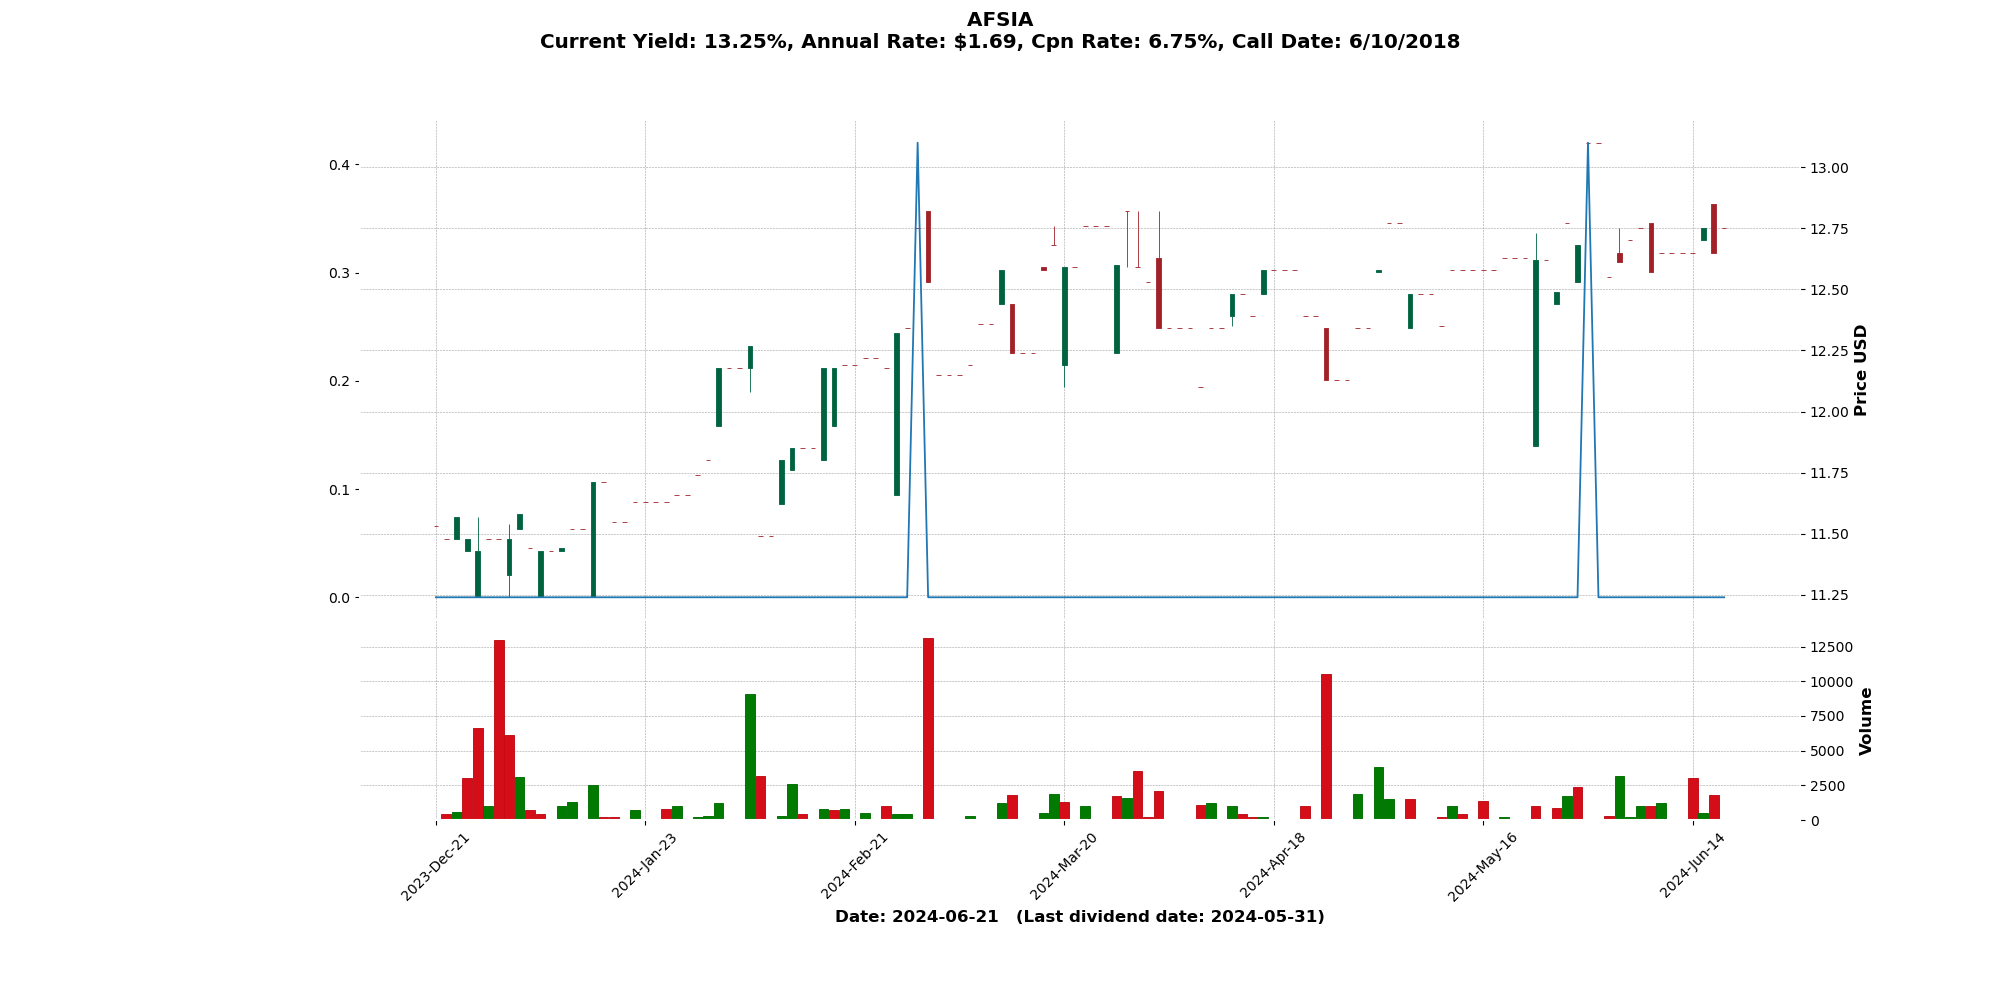 AFSIA
Current Yield: 13.25%, Annual Rate: $1.69, Cpn Rate: 6.75%, Call Date: 6/10/2018
0.4
0.3
0.2
0.1
0.0
13.00
12.75
12.50
12.25
12.00
11.75
11.50
11.25
Price USD
12500
10000
7500
5000
2500
0
Volume
2023-Dec-21
2024-Jan-23
2024-Feb-21
2024-Mar-20
2024-Apr-18
2024-May-16
2024-Jun-14
Date: 2024-06-21 (Last dividend date: 2024-05-31)